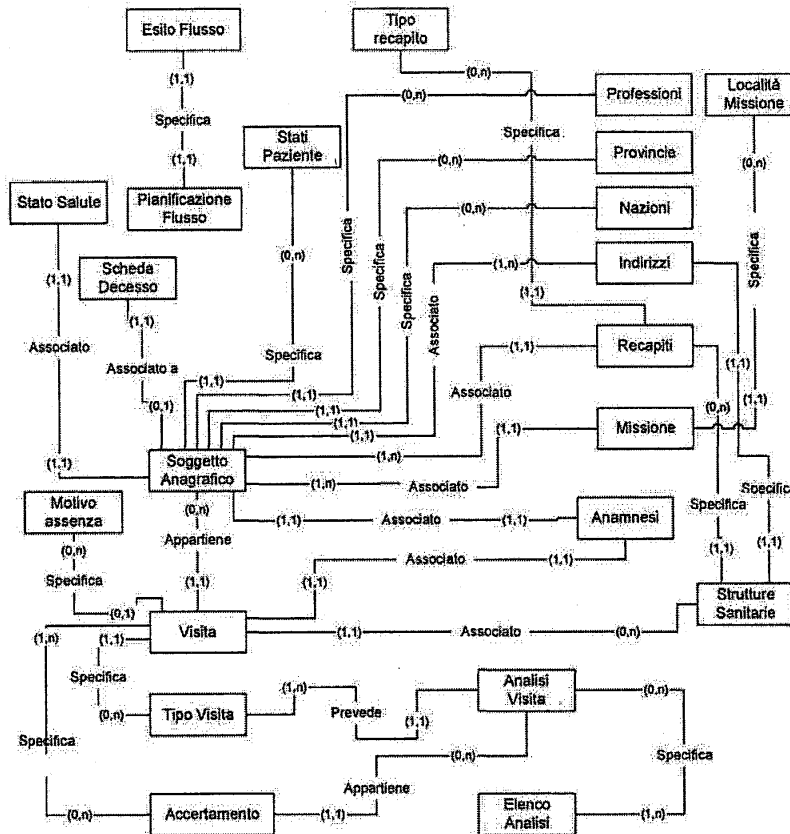 Esito Flusso
Tipo
recapito
(1,1)
(0,n)
(0,n)
Professioni
Località
Missione
Specifica
Stati
Paziente
Specifica
(1,1)
(0,n)
Provincie
(0,n)
Stato Salute
Pianificazione
Flusso
(0,n)
Nazioni
(0,n)
Specifica
Specifica
Specifica
Specifica
Scheda
Decesso
(1,1)
(1,n)
Indirizzi
Associato
(1,1)
(1,1)
Associato
Specifica
(1,1)
Recapiti
(1,1)
Associato a
(1,1)
Associato
(0,n)
(1,1)
(0,1)
(1,1)
(1,1)
(1,1)
(1,1)
Missione
(1,1)
(1,1)
Soggetto
Anagrafico
(1,n)
(1,n)
Associato
Motivo
assenza
(0,n)
Specifica
Soecifica
Appartiene
(1,1)
Associato
(1,1)
Anamnesi
(0,n)
Associato
(1,1)
Specifica
(1,1)
(1,1)
(1,1)
(1,1)
(0,1)
Strutture
Sanitarie
(1,n)
(1,1)
Visita
(1,1)
Associato
(0,n)
Specifica
Analisi
Visita
(1,n)
(0,n)
(0,n)
Tipo Visita
Prevede
(1,1)
Specifica
(0,n)
Specifica
Appartiene
(0,n)
Accertamento
(1,1)
Elenco
Analisi
(1,n)